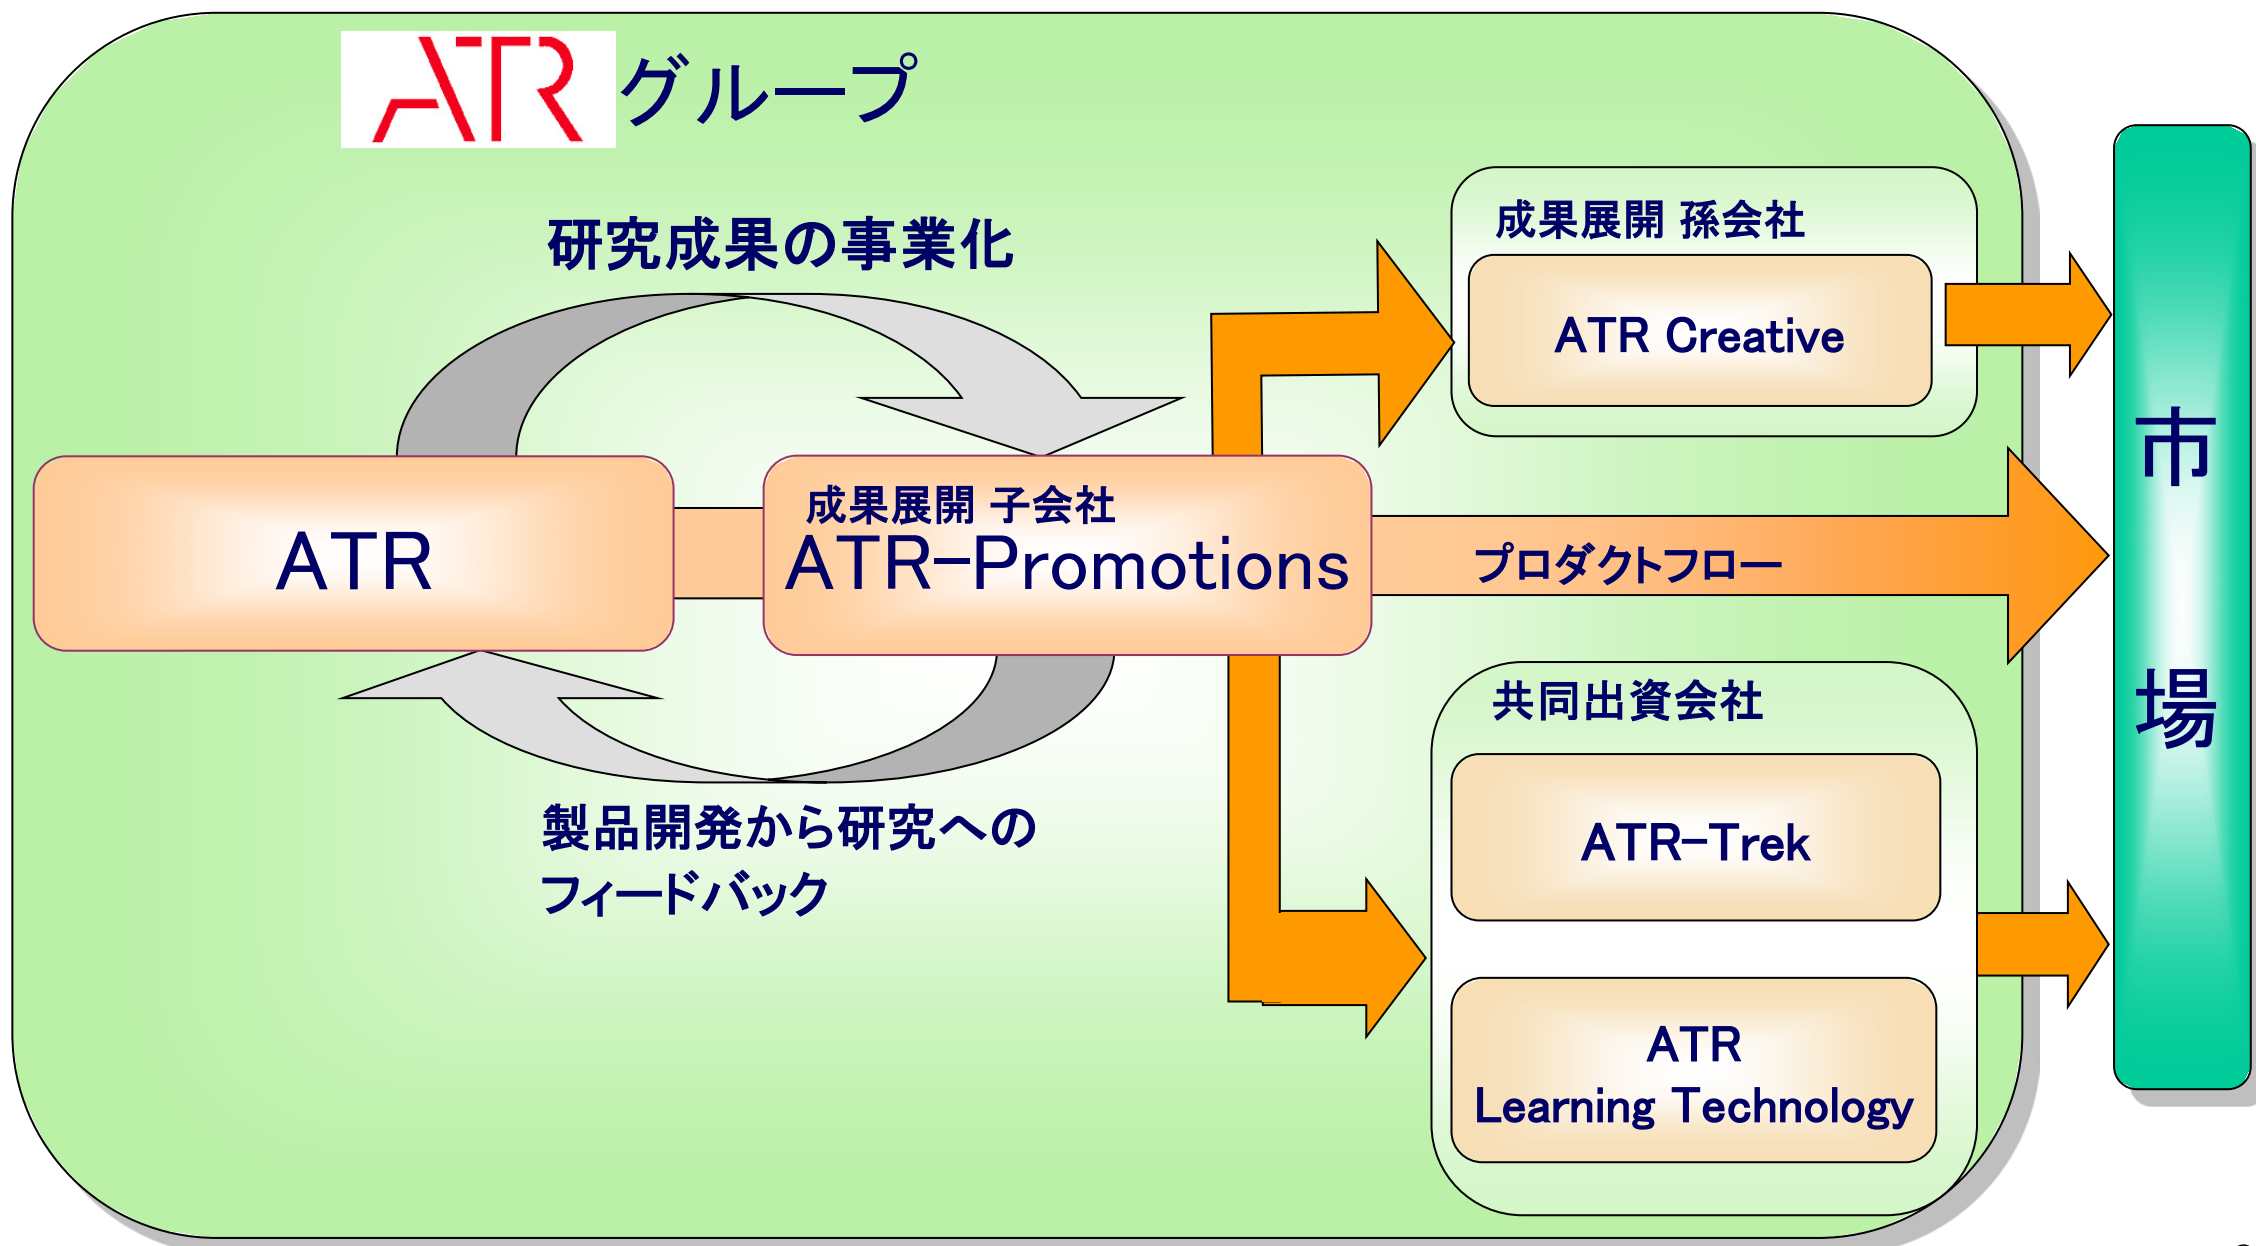 ATRグループ
研究成果の事業化
成果展開 孫会社
ATR Creative
ATR
成果展開 子会社
ATR-Promotions
プロダクトフロー
市
場
製品開発から研究への
フィードバック
共同出資会社
ATR-Trek
ATR
Learning Technology